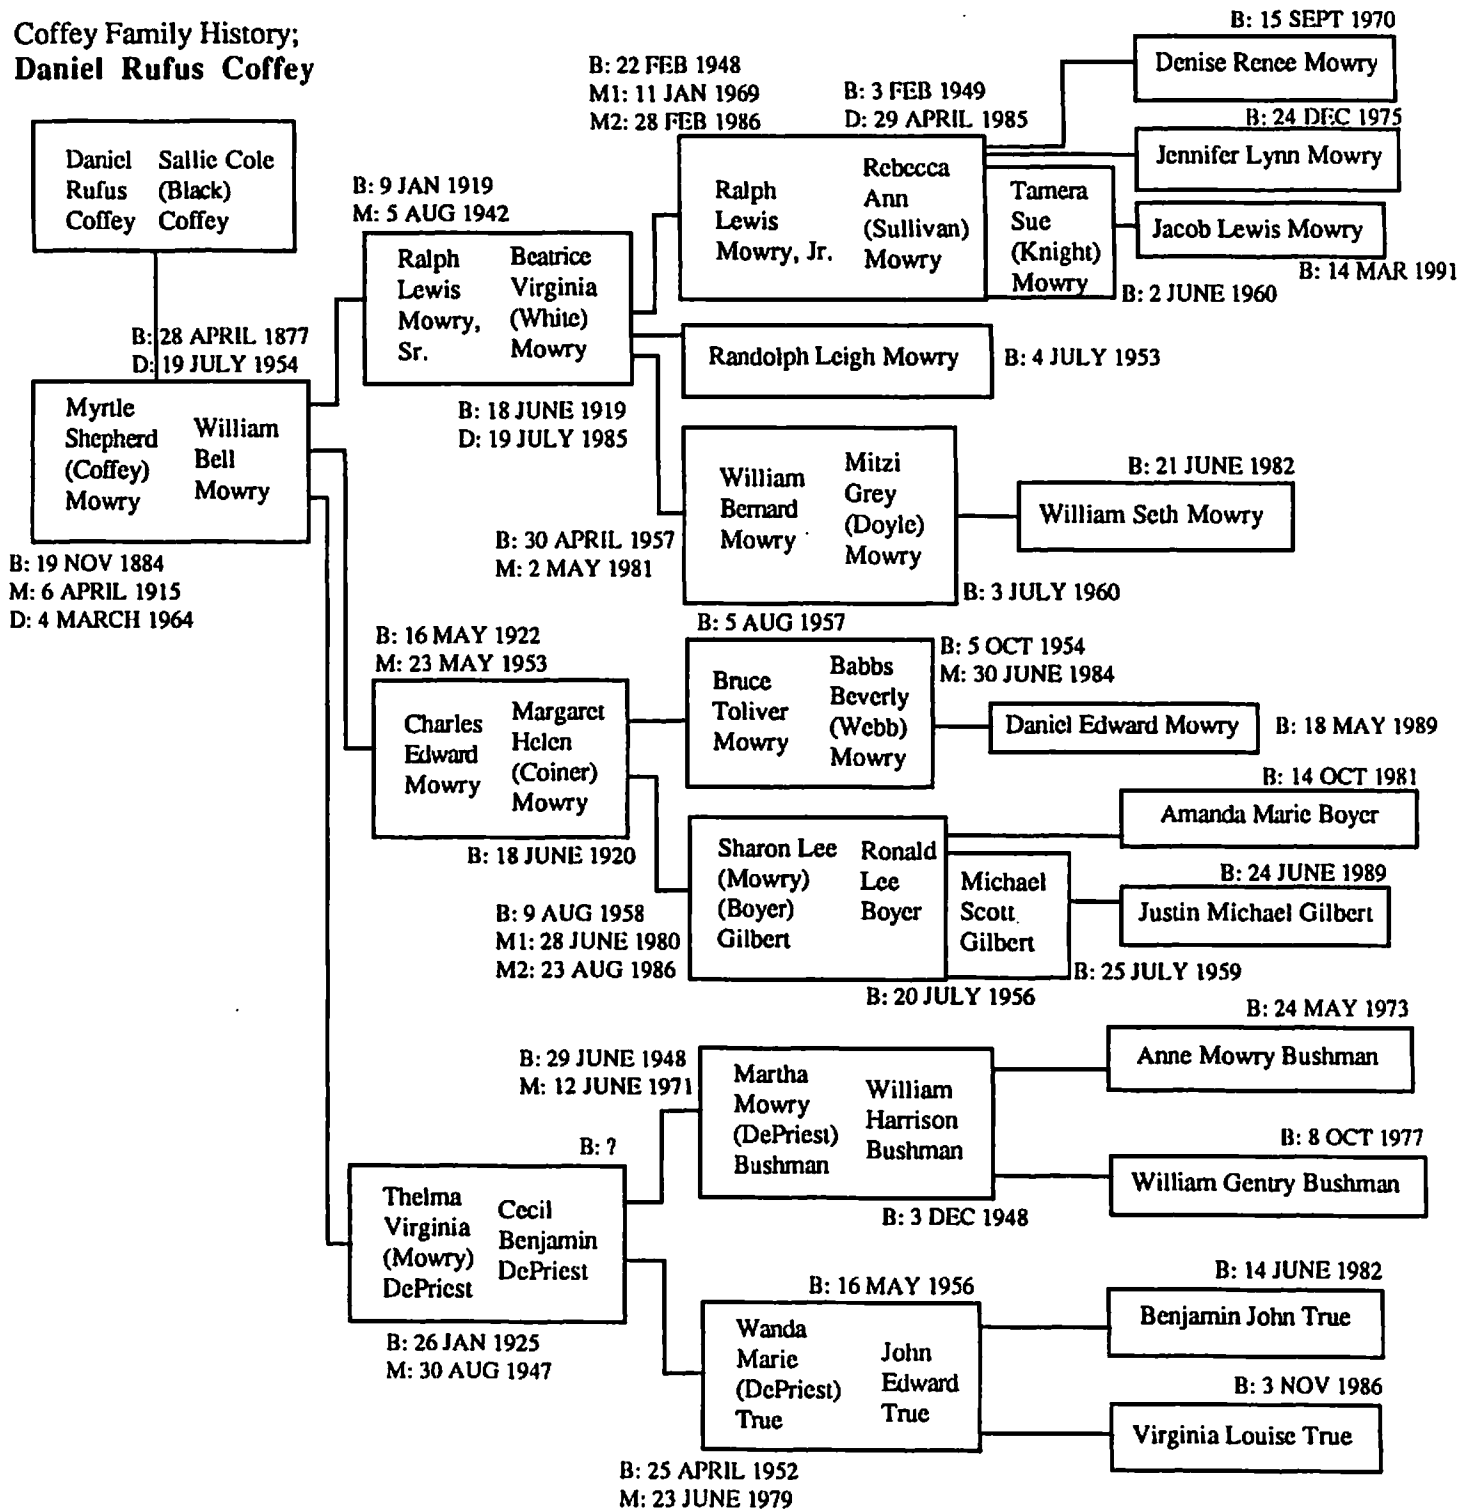 Coffey Family History;
Daniel Rufus Coffey
Daniel
Rufus
Coffey
Sallie Cole
(Black)
Coffey
B: 28 APRIL 1877
D: 19 JULY 1954
Myrtle
Shepherd
(Coffey)
Mowry
William
Bell
Mowry
B: 19 NOV 1884
M: 6 APRIL 1915
D: 4 MARCH 1964
B: 9 JAN 1919
M: 5 AUG 1942
Ralph
Lewis
Mowry,
Sr.
Beatrice
Virginia
(White)
Mowry
B: 18 JUNE 1919
D: 19 JULY 1985
B: 22 FEB 1948
M1: 11 JAN 1969
M2: 28 FEB 1986
B: 3 FEB 1949
D: 29 APRIL 1985
Ralph
Lewis
Mowry, Jr.
Rebecca
Ann
(Sullivan)
Mowry
Tamera
Sue
(Knight)
Mowry
B: 2 JUNE 1960
B: 15 SEPT 1970
Denise Renee Mowry
B: 24 DEC 1975
Jennifer Lynn Mowry
Jacob Lewis Mowry
B: 14 MAR 1991
Randolph Leigh Mowry
B: 4 JULY 1953
B: 30 APRIL 1957
M: 2 MAY 1981
William
Bernard
Mowry
Mitzi
Grey
(Doyle)
Mowry
B: 3 JULY 1960
B: 21 JUNE 1982
William Seth Mowry
B: 16 MAY 1922
M: 23 MAY 1953
Charles
Edward
Mowry
Margaret
Helen
(Coiner)
Mowry
B: 18 JUNE 1920
B: 5 AUG 1957
Bruce
Toliver
Mowry
Babbs
Beverly
(Webb)
Mowry
B: 5 OCT 1954
M: 30 JUNE 1984
Daniel Edward Mowry
B: 18 MAY 1989
B: 9 AUG 1958
M1: 28 JUNE 1980
M2: 23 AUG 1986
Sharon Lee
(Mowry)
(Boyer)
Gilbert
Ronald
Lee
Boyer
B: 20 JULY 1956
Michael
Scott
Gilbert
B: 25 JULY 1959
B: 14 OCT 1981
Amanda Marie Boyer
B: 24 JUNE 1989
Justin Michael Gilbert
B: ?
Thelma
Virginia
(Mowry)
DePriest
Cecil
Benjamin
DePriest
B: 26 JAN 1925
M: 30 AUG 1947
B: 29 JUNE 1948
M: 12 JUNE 1971
Martha
Mowry
(DePriest)
Bushman
William
Harrison
Bushman
B: 3 DEC 1948
B: 24 MAY 1973
Anne Mowry Bushman
B: 8 OCT 1977
William Gentry Bushman
B: 16 MAY 1956
Wanda
Marie
(DePriest)
True
John
Edward
True
B: 25 APRIL 1952
M: 23 JUNE 1979
B: 14 JUNE 1982
Benjamin John True
B: 3 NOV 1986
Virginia Louise True